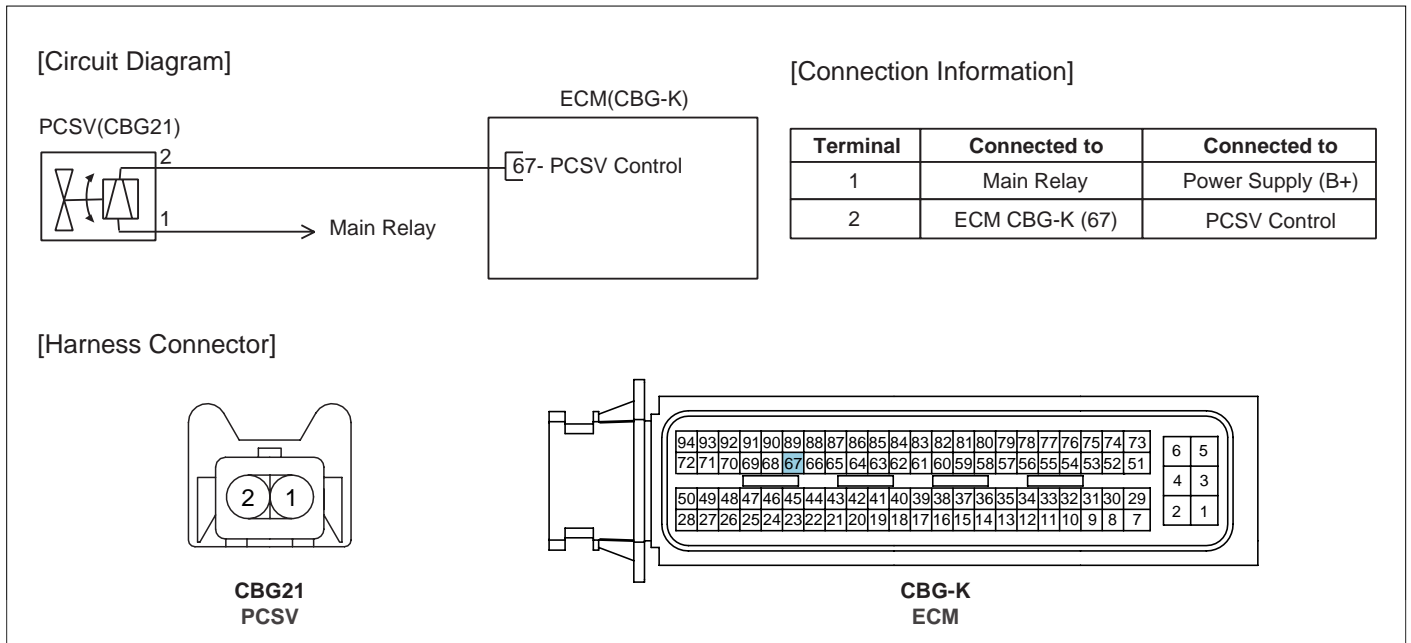 [Circuit Diagram]
PCSV(CBG21)
2
1
Main Relay
ECM(CBG-K)
67- PCSV Control
[Connection Information]
Terminal Connected to Connected to
1 Main Relay Power Supply (B+)
2 ECM CBG-K (67) PCSV Control
[Harness Connector]
2 1
CBG21
PCSV
94 93 92 91 90 89 88 87 86 85 84 83 82 81 80 79 78 77 76 75 74 73
72 71 70 69 68 67 66 65 64 63 62 61 60 59 58 57 56 55 54 53 52 51
50 49 48 47 46 45 44 43 42 41 40 39 38 37 36 35 34 33 32 31 30 29
28 27 26 25 24 23 22 21 20 19 18 17 16 15 14 13 12 11 10 9 8 7
6 5
4 3
2 1
CBG-K
ECM